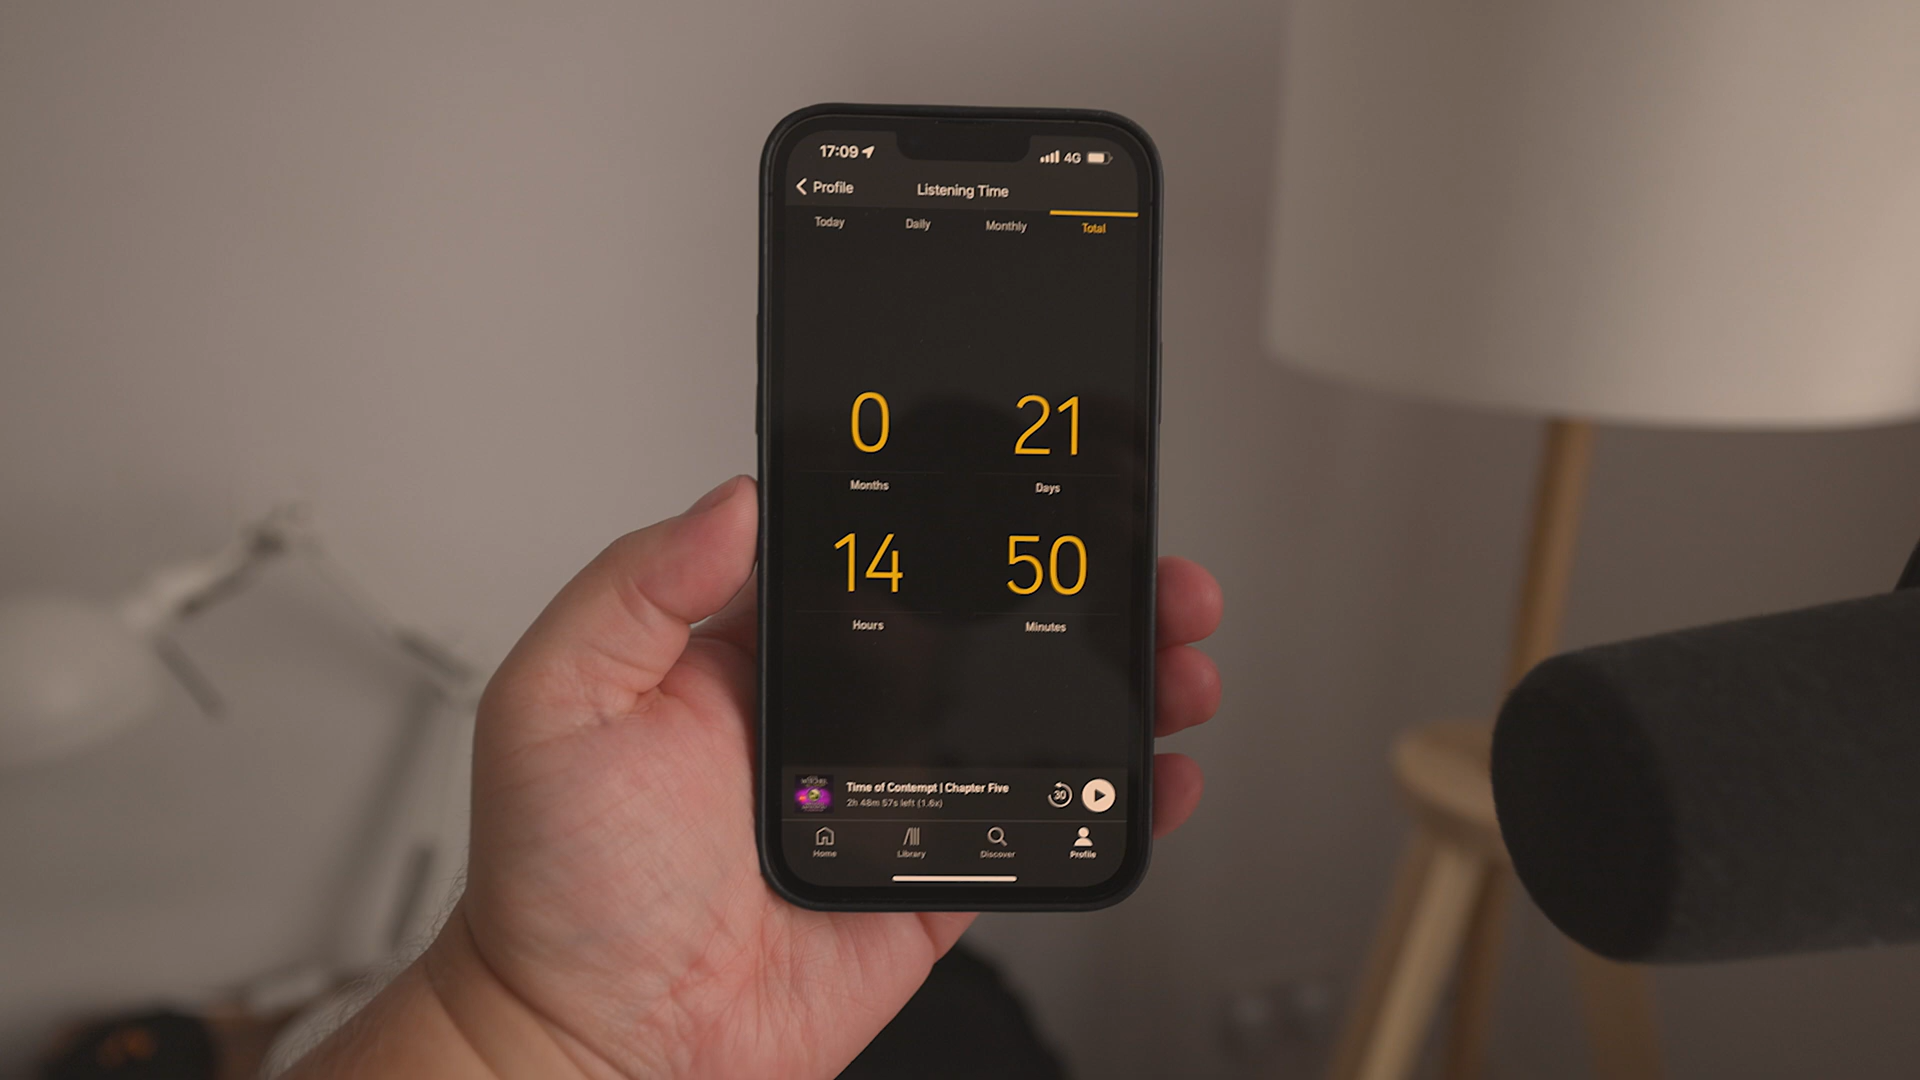 17:09
4G
Profile
Listening Time
Today
Daily
Monthly
Total
0
21
Months
Days
14
50
Hours
Minutes
Time of Contempt | Chapter Five
2h 48m 57s left (1.6x)
30
Home
Library
Discover
Profile